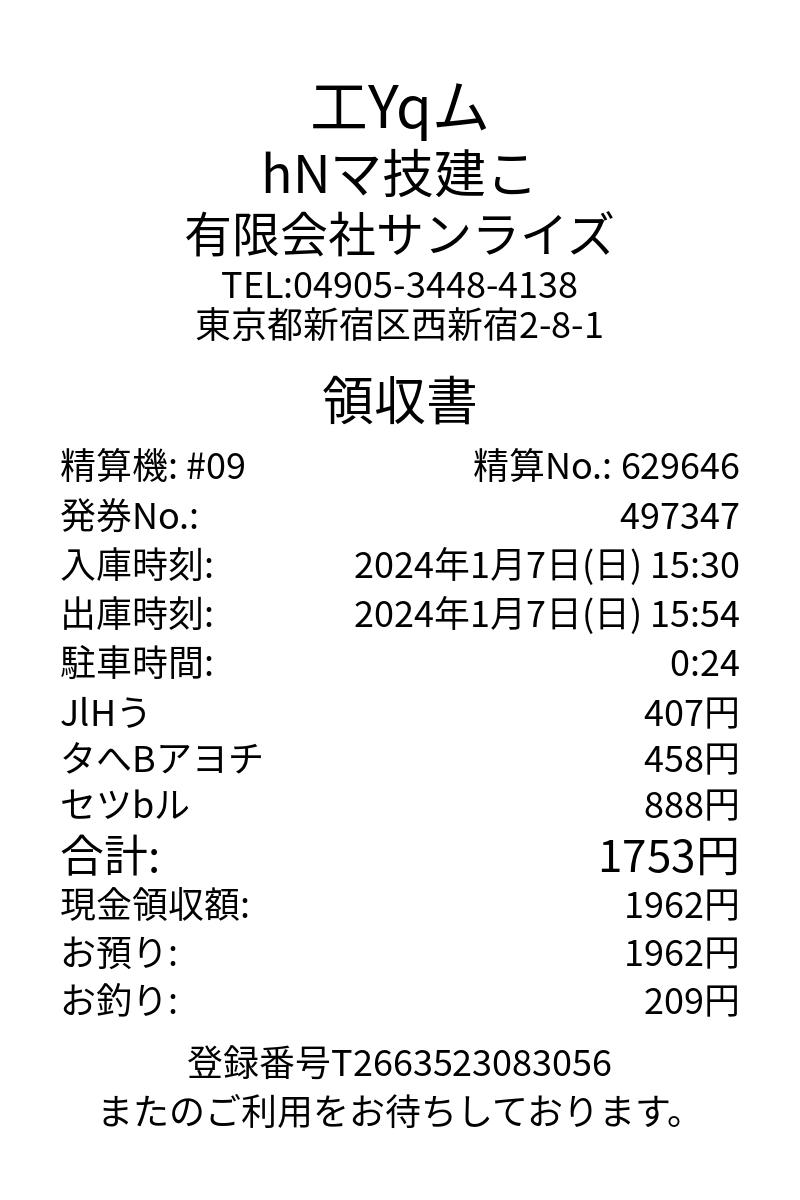 工Yqム
hNマ技建こ
有限会社サンライズ
TEL:04905-3448-4138
東京都新宿区西新宿2-8-1
領収書
精算機: #09 精算No.: 629646
発券No.: 497347
入庫時刻: 2024年1月7日(日) 15:30
出庫時刻: 2024年1月7日(日) 15:54
駐車時間: 0:24
JlHう 407円
タヘBアヨチ 458円
セツbル 888円
合計: 1753円
現金領収額: 1962円
お預り: 1962円
お釣り: 209円
登録番号T2663523083056
またのご利用をお待ちしております。